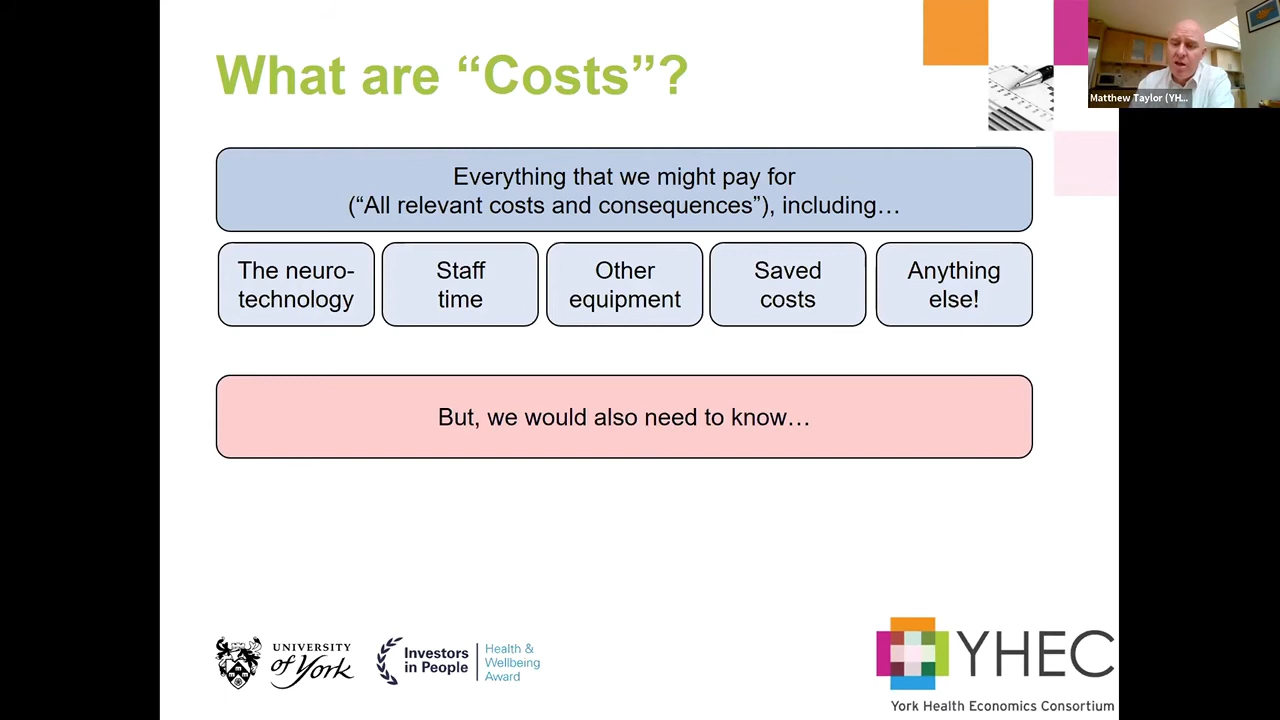 What are “Costs”?
Matthew Taylor (YH...
Everything that we might pay for
(“All relevant costs and consequences”), including…
The neuro-
technology
Staff
time
Other
equipment
Saved
costs
Anything
else!
But, we would also need to know…
UNIVERSITY
of York
Investors
in People
Health &
Wellbeing
Award
YHEC
York Health Economics Consortium